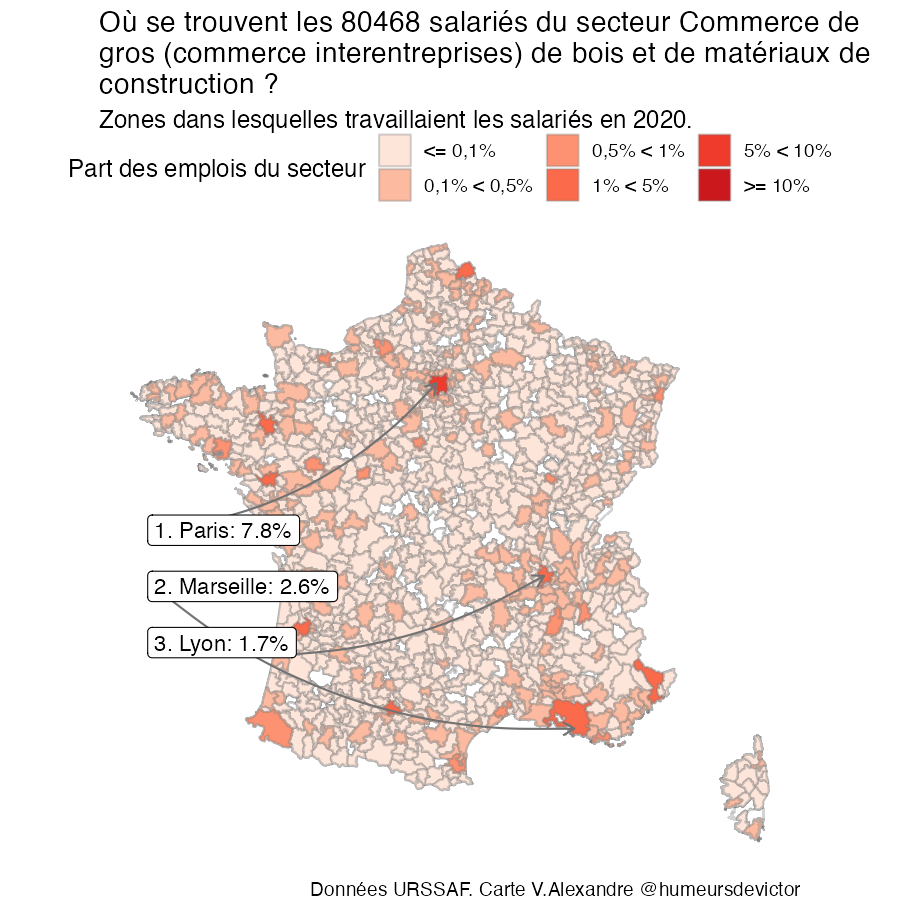 Où se trouvent les 80468 salariés du secteur Commerce de
gros (commerce interentreprises) de bois et de matériaux de
construction ?
Zones dans lesquelles travaillaient les salariés en 2020.
Part des emplois du secteur
<= 0,1%
0,5% < 1%
5% < 10%
0,1% < 0,5%
1% < 5%
>= 10%
1. Paris: 7.8%
2. Marseille: 2.6%
3. Lyon: 1.7%
Données URSSAF. Carte V.Alexandre @humeursdevictor